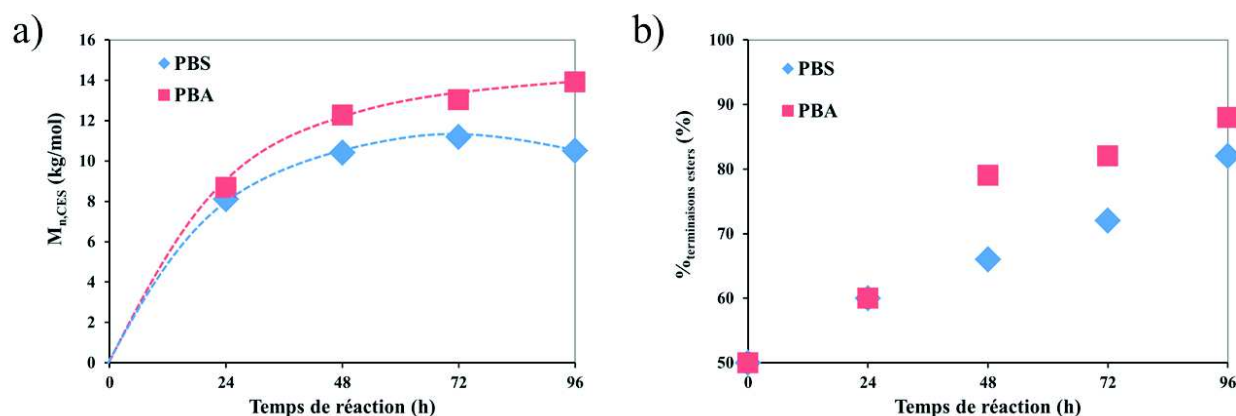 a)
16
14
12
10
8
6
4
2
0
PBS
PBA
M n,CES (kg/mol)
0 24 48 72 96
Temps de réaction (h)
b)
100
90
80
70
60
50
PBS
PBA
% terminaisons esters (%)
0 24 48 72 96
Temps de réaction (h)